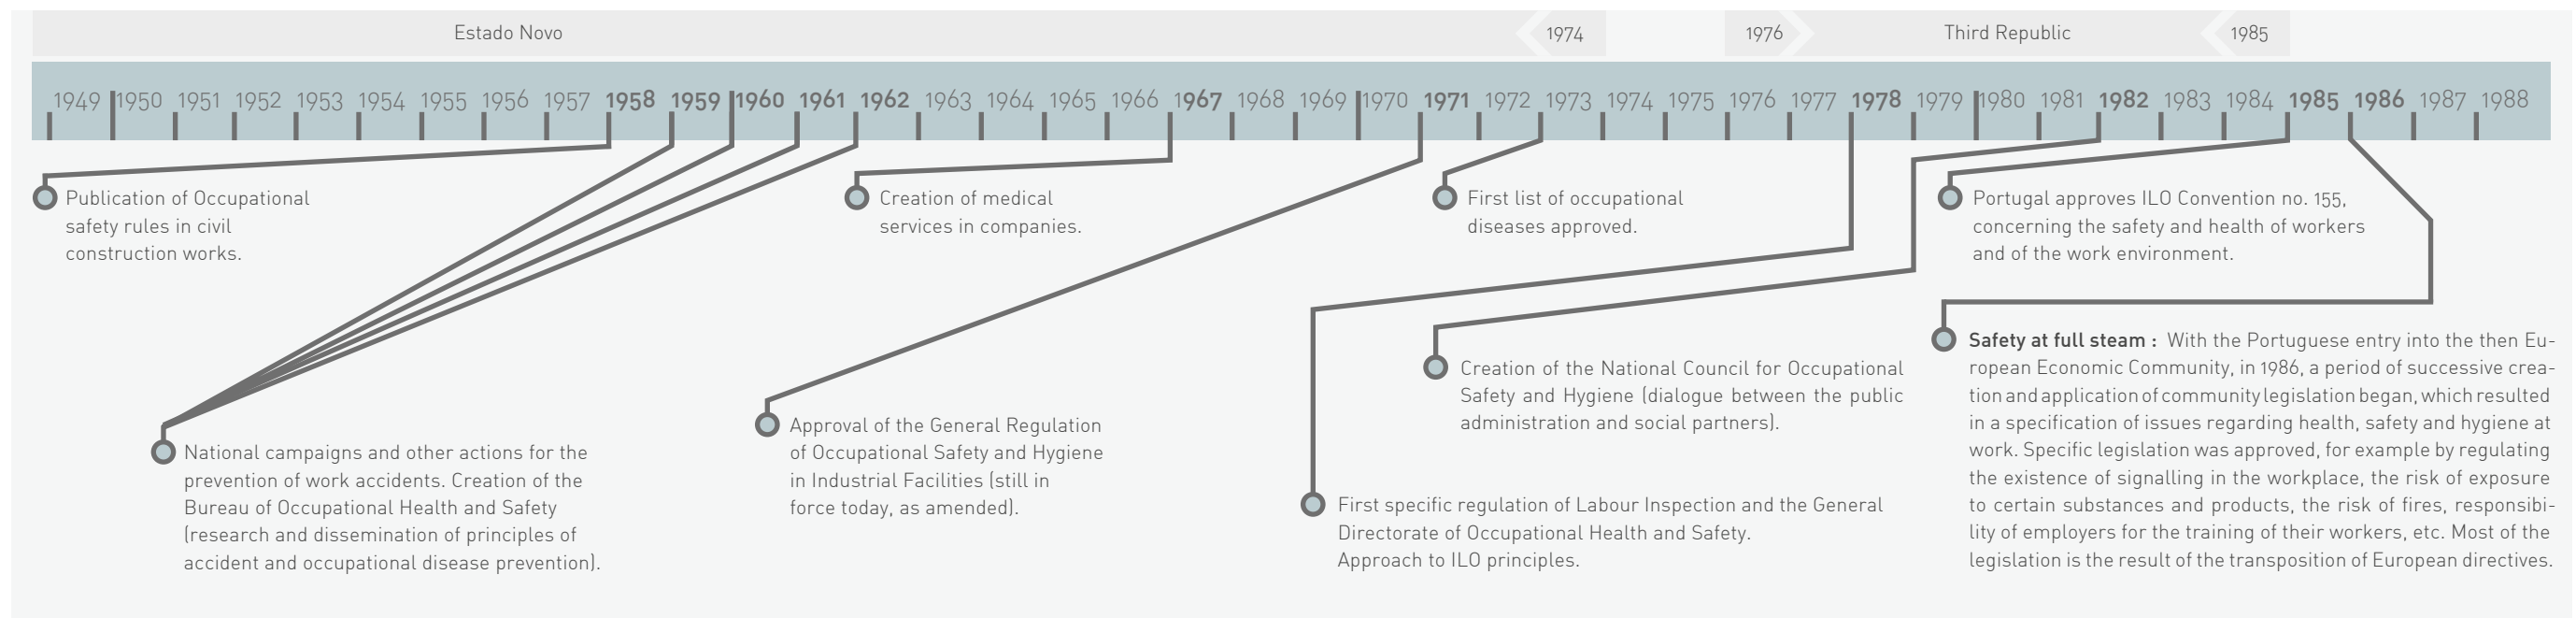 Estado Novo
1974
1976
Third Republic
1985
1949 1950 1951 1952 1953 1954 1955 1956 1957 1958 1959 1960 1961 1962 1963 1964 1965 1966 1967 1968 1969 1970 1971 1972 1973 1974 1975 1976 1977 1978 1979 1980 1981 1982 1983 1984 1985 1986 1987 1988
Publication of Occupational
safety rules in civil
construction works.
Creation of medical
services in companies.
First list of occupational
diseases approved.
Portugal approves ILO Convention no. 155,
concerning the safety and health of workers
and of the work environment.
National campaigns and other actions for the
prevention of work accidents. Creation of the
Bureau of Occupational Health and Safety
(research and dissemination of principles of
accident and occupational disease prevention).
Approval of the General Regulation
of Occupational Safety and Hygiene
in Industrial Facilities (still in
force today, as amended).
Creation of the National Council for Occupational
Safety and Hygiene (dialogue between the public
administration and social partners).
First specific regulation of Labour Inspection and the General
Directorate of Occupational Health and Safety.
Approach to ILO principles.
Safety at full steam : With the Portuguese entry into the then Eu-
ropean Economic Community, in 1986, a period of successive crea-
tion and application of community legislation began, which resulted
in a specification of issues regarding health, safety and hygiene at
work. Specific legislation was approved, for example by regulating
the existence of signalling in the workplace, the risk of exposure
to certain substances and products, the risk of fires, responsibi-
lity of employers for the training of their workers, etc. Most of the
legislation is the result of the transposition of European directives.